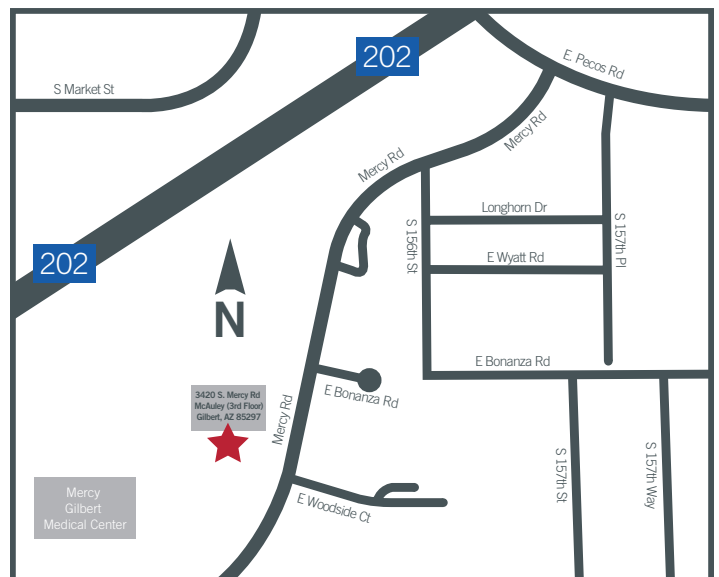 202
E. Pecos Rd
S Market St
Mercy Rd
Mercy Rd
Longhorn Dr
S 156th St
S 157th Pl
E Wyatt Rd
202
N
E Bonanza Rd
E Bonanza Rd
3420 S. Mercy Rd
McAuley (3rd Floor)
Gilbert, AZ 85297
Mercy Rd
S 157th St
S 157th Way
Mercy
Gilbert
Medical Center
E Woodside Ct